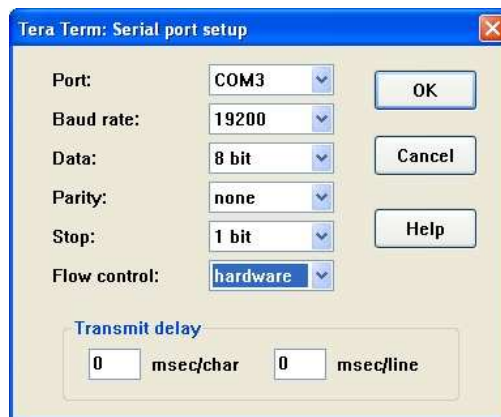 Tera Term: Serial port setup
Port: COM3 OK
Baud rate: 19200
Data: 8 bit Cancel
Parity: none
Stop: 1 bit Help
Flow control: hardware
Transmit delay
0 msec/char 0 msec/line